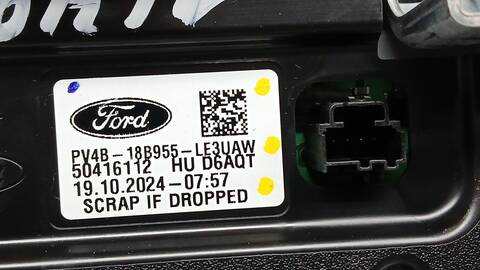 Ford
PV4B-18B955-LE3UAW
50416112 HU D6AQT
19.10.2024-07:57
SCRAP IF DROPPED